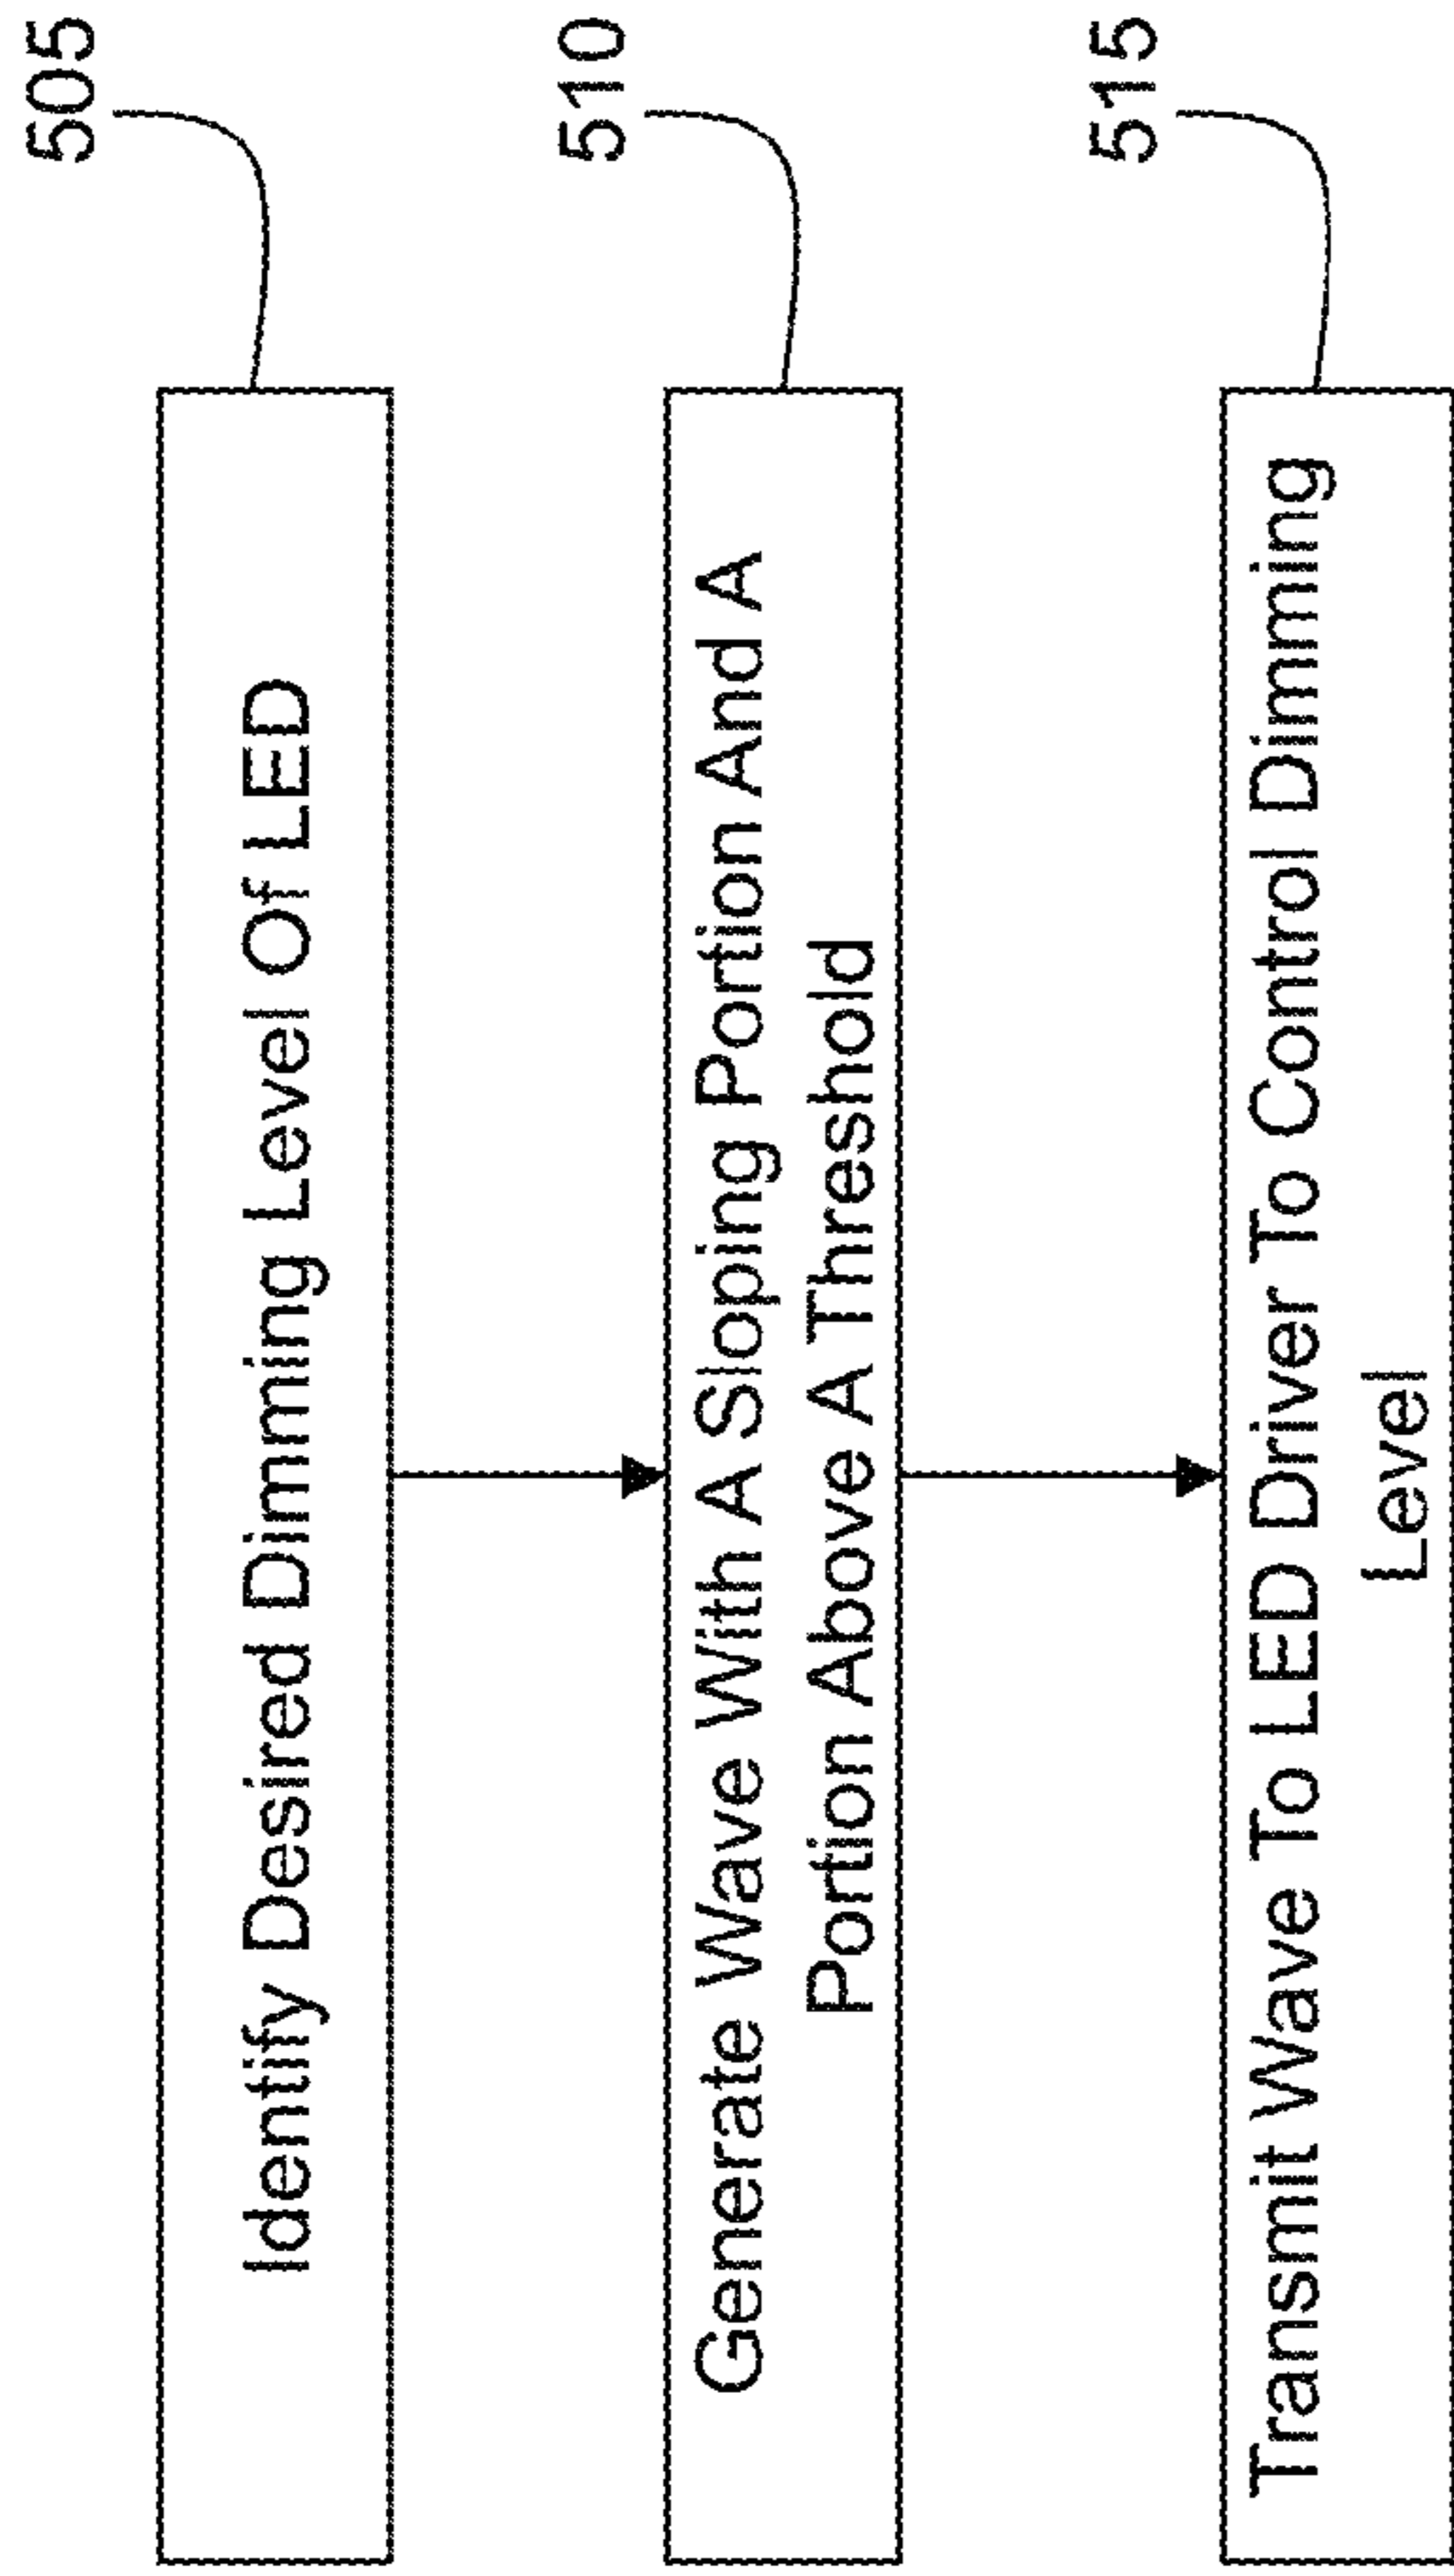 505
Identify Desired Dimming Level Of LED
510
Generate Wave With A Sloping Portion And A
Portion Above A Threshold
515
Transmit Wave To LED Driver To Control Dimming
Level